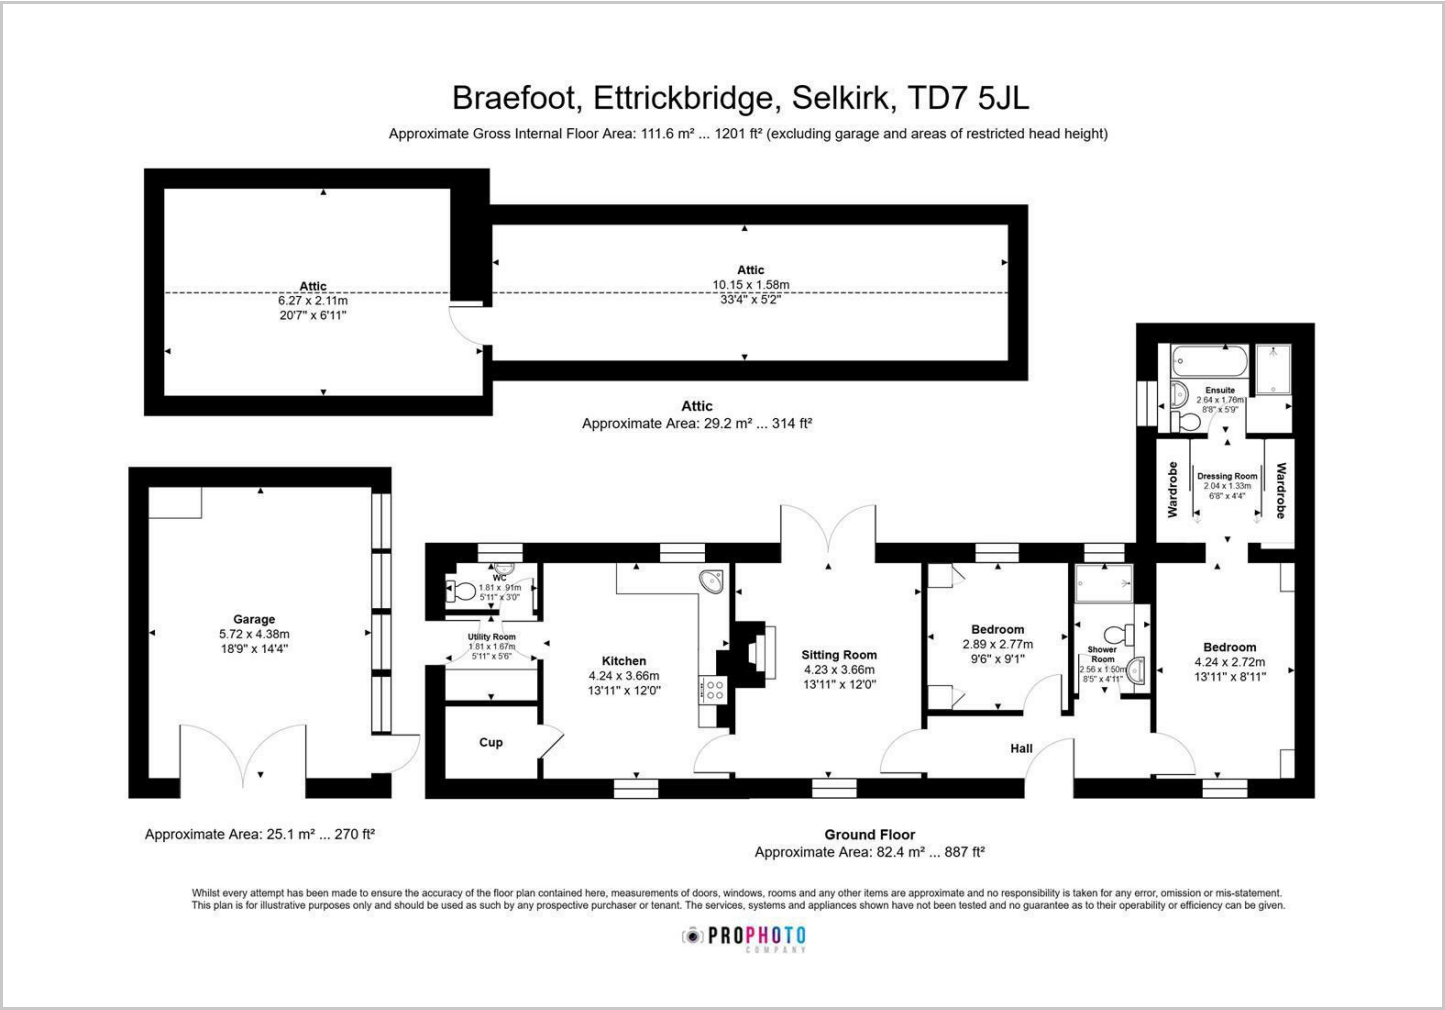 Braefoot, Ettrickbridge, Selkirk, TD7 5JL
Approximate Gross Internal Floor Area: 111.6 m² ... 1201 ft² (excluding garage and areas of restricted head height)
Attic
6.27 x 2.11m
20'7" x 6'11"
Attic
10.15 x 1.58m
33'4" x 5'2"
Attic
Approximate Area: 29.2 m² ... 314 ft²
Ensuite
2.64 x 1.76m
8'8" x 5'9"
Wardrobe
Dressing Room
2.04 x 1.33m
6'8" x 4'4"
Wardrobe
Garage
5.72 x 4.38m
18'9" x 14'4"
WC
1.81 x .91m
5'11" x 3'0"
Utility Room
1.81 x 1.67m
5'11" x 5'6"
Cup
Kitchen
4.24 x 3.66m
13'11" x 12'0"
Sitting Room
4.23 x 3.66m
13'11" x 12'0"
Bedroom
2.89 x 2.77m
9'6" x 9'1"
Shower
Room
2.56 x 1.50m
8'5" x 4'11"
Hall
Bedroom
4.24 x 2.72m
13'11" x 8'11"
Approximate Area: 25.1 m² ... 270 ft²
Ground Floor
Approximate Area: 82.4 m² ... 887 ft²
Whilst every attempt has been made to ensure the accuracy of the floor plan contained here, measurements of doors, windows, rooms and any other items are approximate and no responsibility is taken for any error, omission or mis-statement.
This plan is for illustrative purposes only and should be used as such by any prospective purchaser or tenant. The services, systems and appliances shown have not been tested and no guarantee as to their operability or efficiency can be given.
PROPHOTO
COMPANY